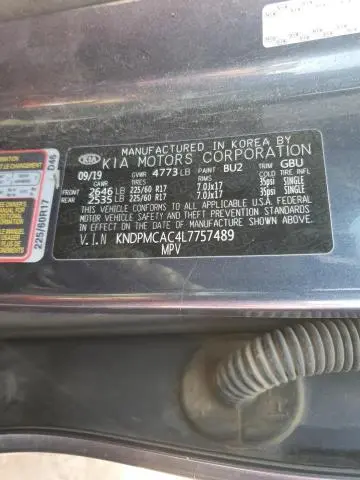 MANUFACTURED IN KOREA BY
KIA KIA MOTORS CORPORATION
09/19 GVWR 4773 LB PAINT BU2 TRIM GBU
TIRES RIMS COLD TIRE INFL
FRONT 2646 LB 225/60 R17 7.0Jx17 35psi SINGLE
REAR 2535 LB 225/60 R17 7.0Jx17 35psi SINGLE
THIS VEHICLE CONFORMS TO ALL APPLICABLE U.S.A. FEDERAL
MOTOR VEHICLE SAFETY, BUMPER, AND THEFT PREVENTION
STANDARDS IN EFFECT ON THE DATE OF MANUFACTURE SHOWN ABOVE.
V.I.N KNDPMCAC4L7757489
MPV
D46
225/60R17